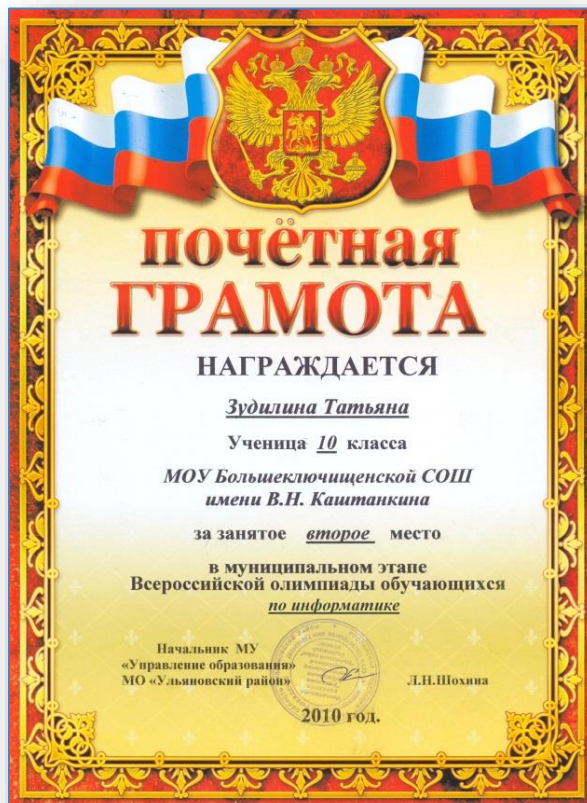 почётная
ГРАМОТА
НАГРАЖДАЕТСЯ
Зудилина Татьяна
Ученица 10 класса
МОУ Большеключищенской СОШ
имени В.Н. Каштанкина
за занятое второе место
в муниципальном этапе
Всероссийской олимпиады обучающихся
по информатике
Начальник МУ
«Управление образования»
МО «Ульяновский район» Л.Н.Шохина
2010 год.